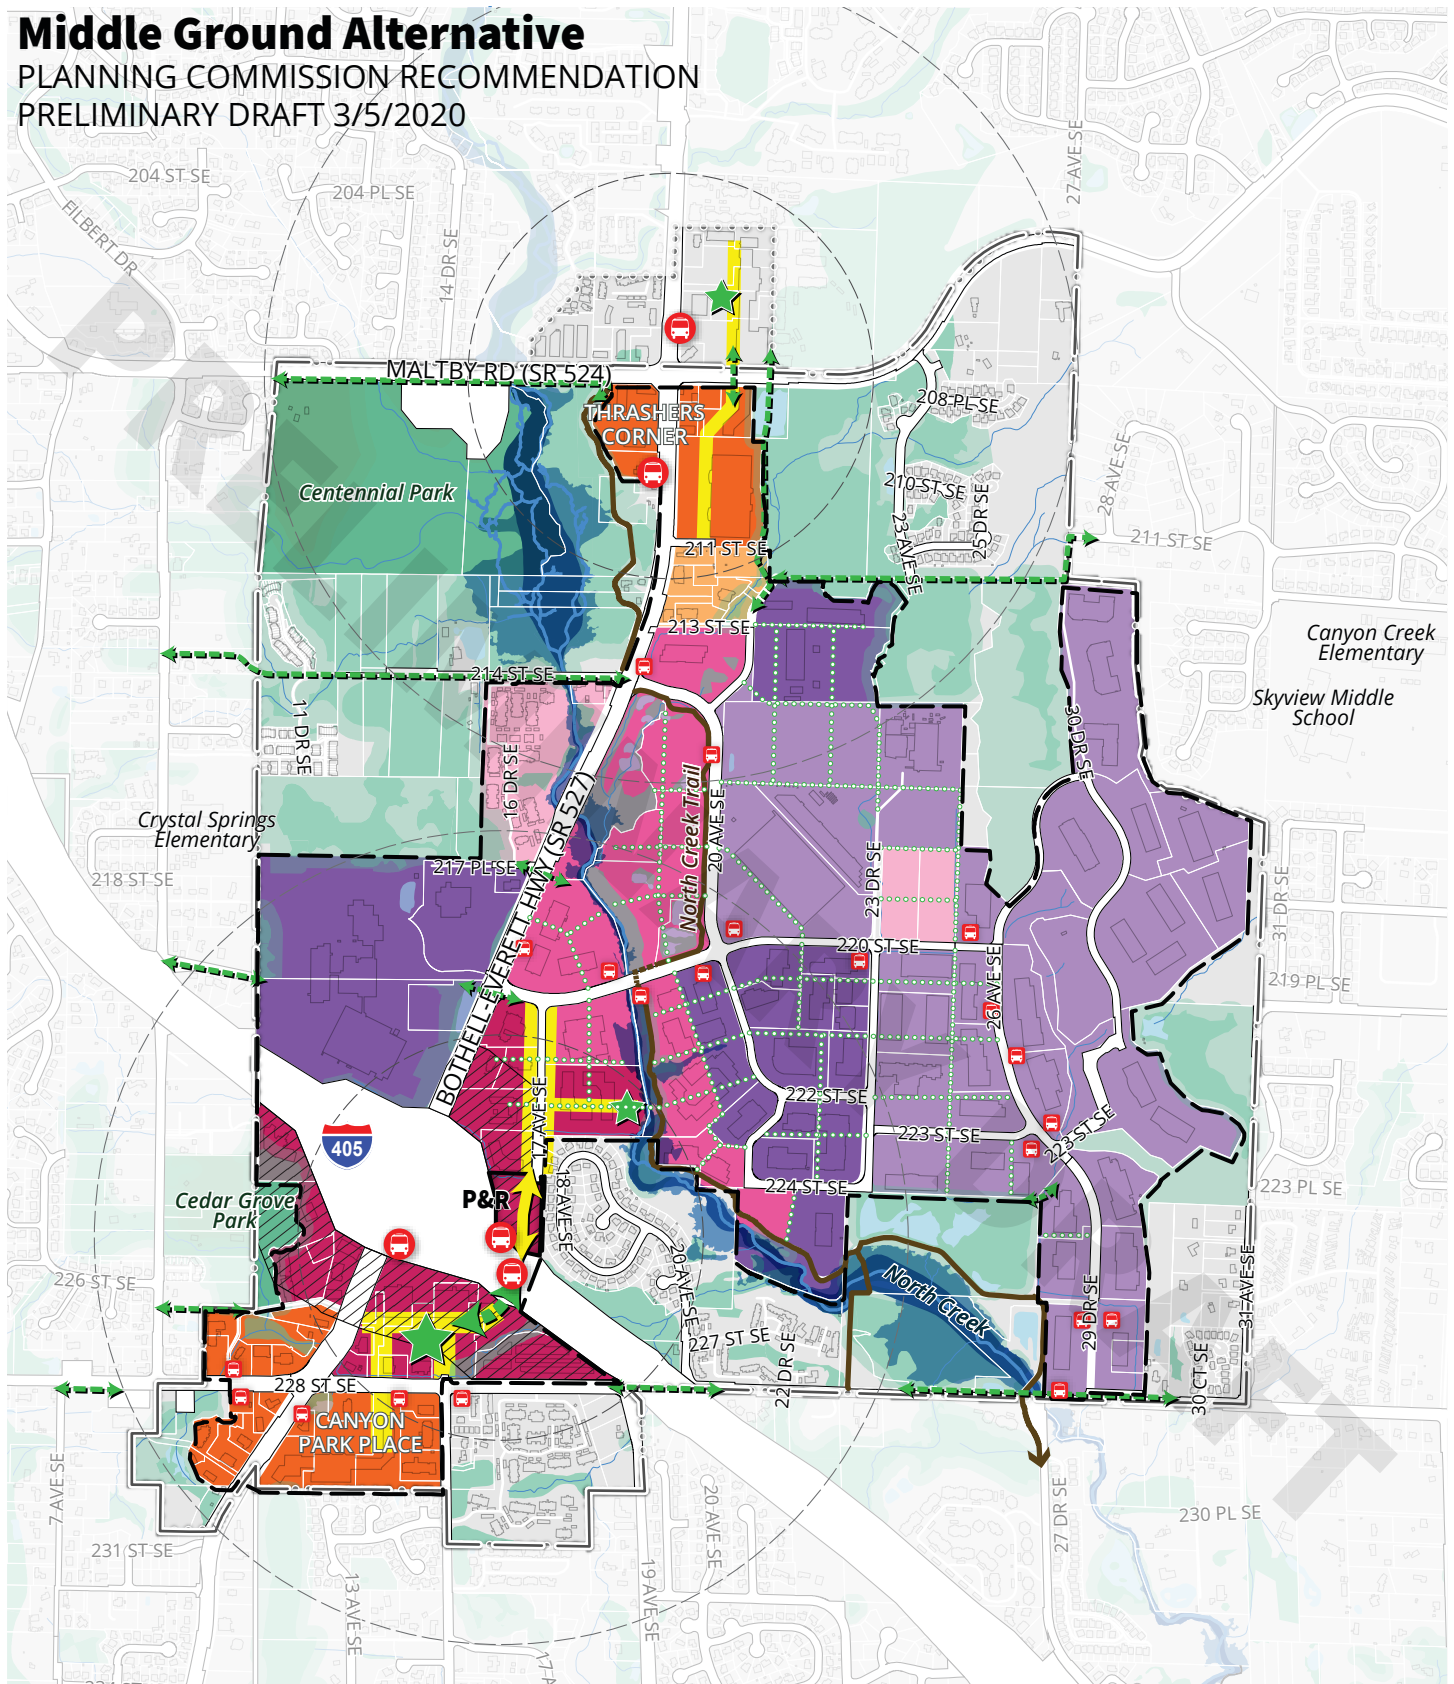 Middle Ground Alternative
PLANNING COMMISSION RECOMMENDATION
PRELIMINARY DRAFT 3/5/2020
204 ST SE
204 PL SE
FILBERT DR
14 DR SE
27 AVE SE
MALTBY RD (SR 524)
THRASHERS
CORNER
208 PL SE
Centennial Park
210 ST SE
23 AVE SE
25 DR SE
28 AVE SE
211 ST SE
211 ST SE
213 ST SE
Canyon Creek
Elementary
Skyview Middle
School
214 ST SE
11 DR SE
16 DR SE
30 DR SE
BOTHELL-EVERETT HWY (SR 527)
North Creek Trail
20 AVE SE
Crystal Springs
Elementary
217 PL SE
218 ST SE
23 DR SE
31 DR SE
220 ST SE
26 AVE SE
219 PL SE
17 AVE SE
222 ST SE
223 ST SE
223 ST SE
405
P&R
18 AVE SE
224 ST SE
223 PL SE
Cedar Grove
Park
226 ST SE
20 AVE SE
North Creek
29 DR SE
31 AVE SE
227 ST SE
22 DR SE
30 CT SE
228 ST SE
CANYON
PARK PLACE
7 AVE SE
231 ST SE
13 AVE SE
17 A
19 AVE SE
20 AVE SE
27 DR SE
230 PL SE
PRELIMINARY DRAFT